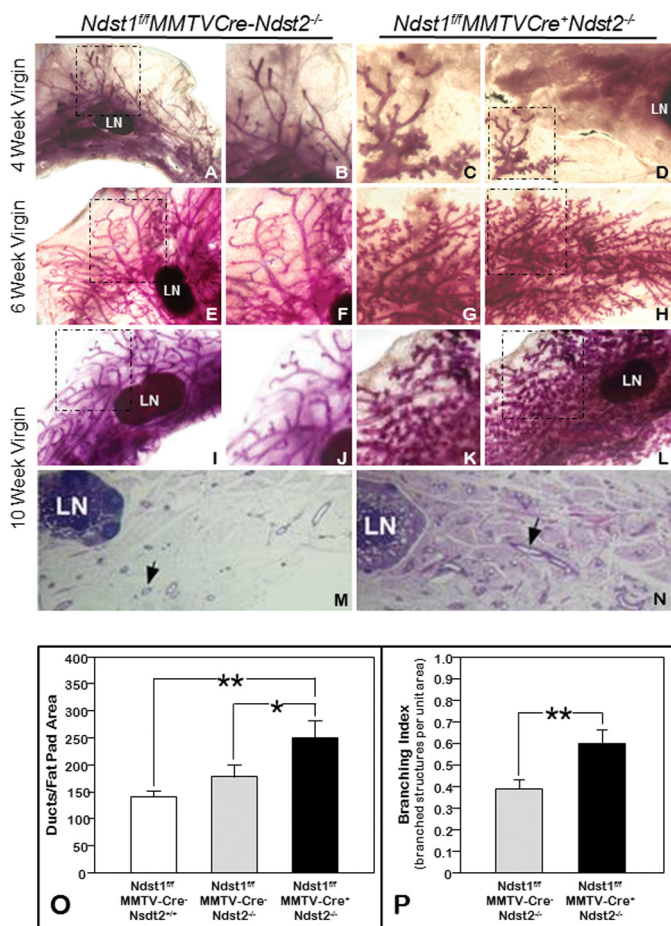 Ndst1f/fMMTVCre-Ndst2-/- Ndst1f/fMMTVCre+Ndst2-/-
4 Week Virgin
LN
A
B
C
LN
D
6 Week Virgin
LN
E
F
G
H
10 Week Virgin
LN
I
J
K
LN
L
LN
M
LN
N
Ducts/Fat Pad Area
400
350
300
250
200
150
100
50
0
**
*
Ndst1f/f
MMTV-Cre-
Nsdt2+/+
Ndst1f/f
MMTV-Cre-
Ndst2-/-
Ndst1f/f
MMTV-Cre+
Ndst2-/-
O
Branching Index
(branched structures per unit area)
1.0
0.9
0.8
0.7
0.6
0.5
0.4
0.3
0.2
0.1
0
**
Ndst1f/f
MMTV-Cre-
Ndst2-/-
Ndst1f/f
MMTV-Cre+
Ndst2-/-
P